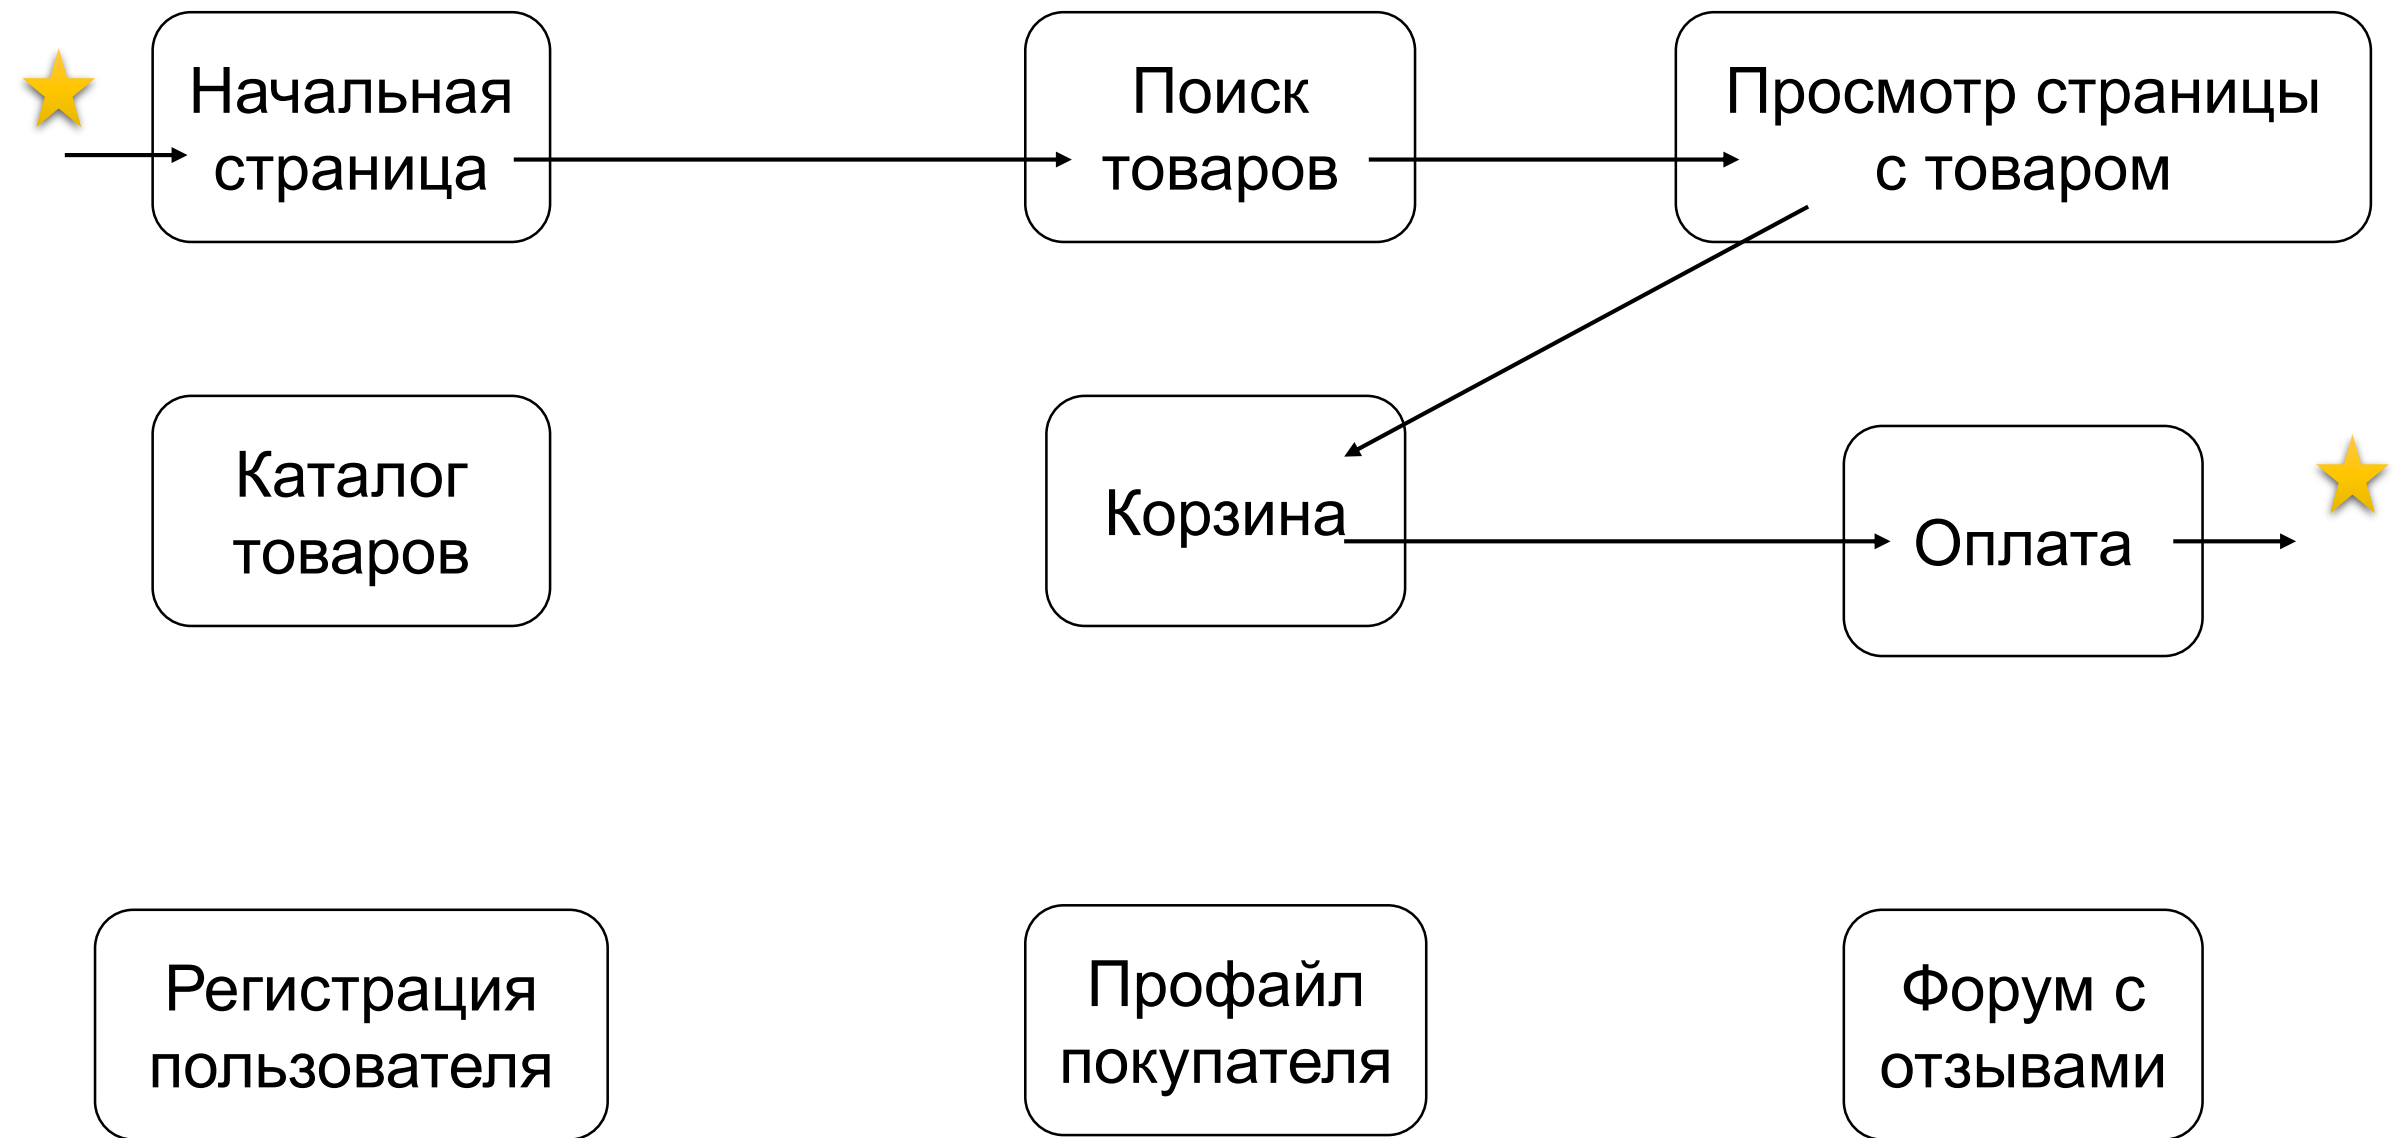 Начальная
страница
Поиск
товаров
Просмотр страницы
с товаром
Каталог
товаров
Корзина
Оплата
Регистрация
пользователя
Профайл
покупателя
Форум с
отзывами